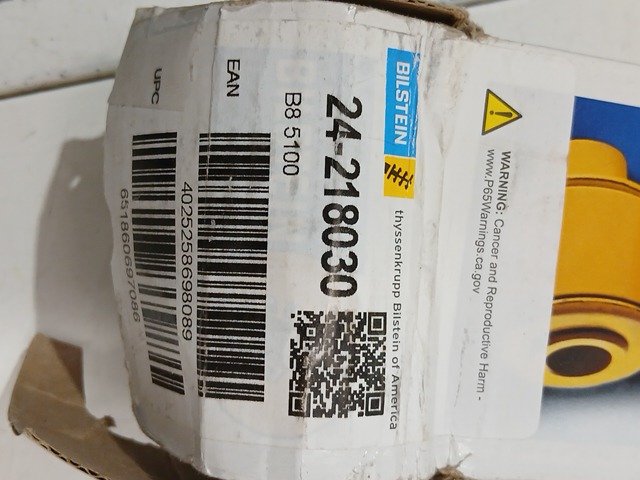 BILSTEIN
thyssenkrupp Bilstein of America
24-218030
B8 5100
EAN
4025258698089
UPC
651860697086
WARNING: Cancer and Reproductive Harm -
www.P65Warnings.ca.gov